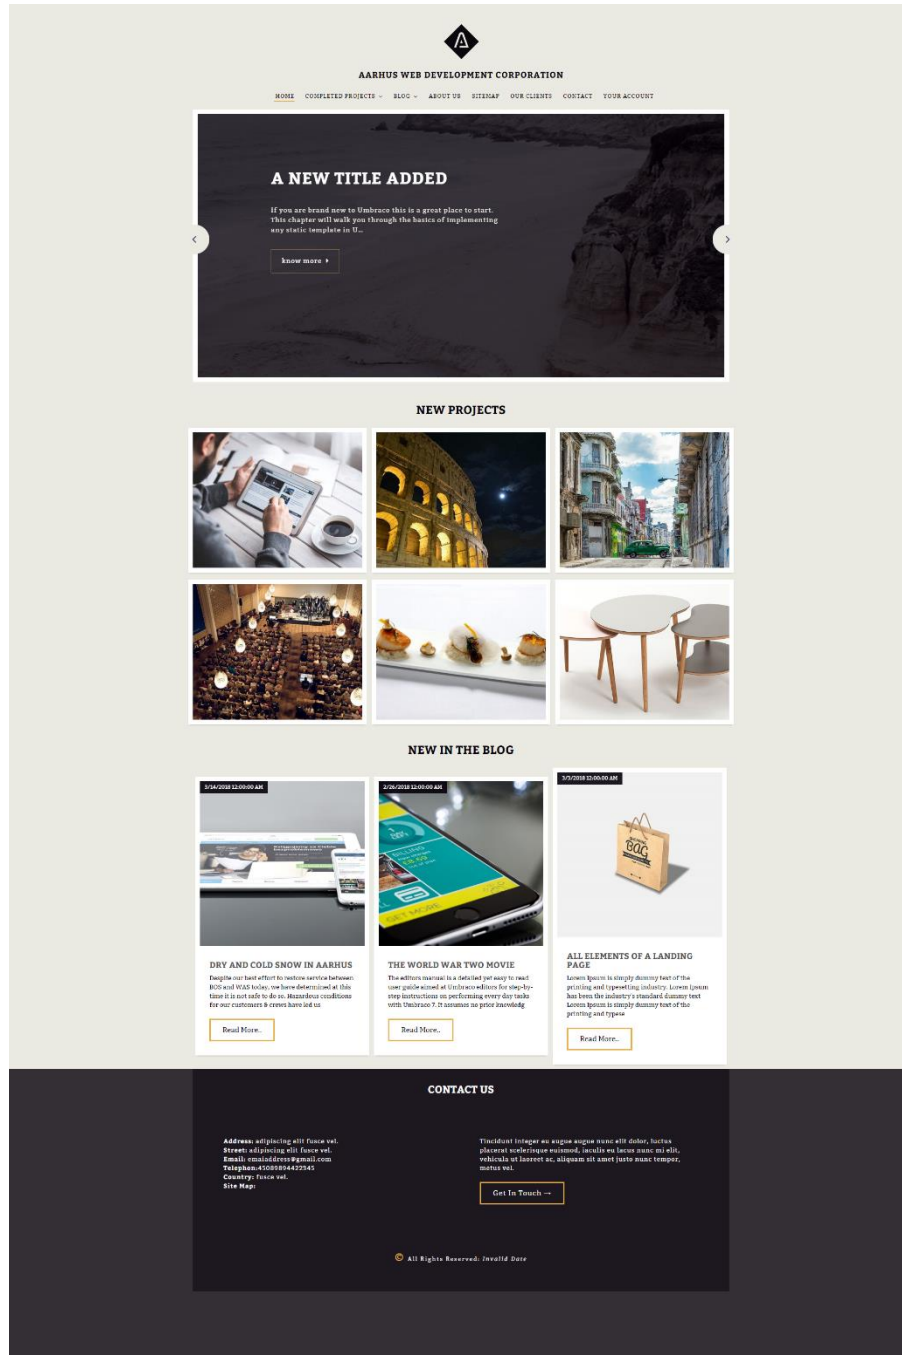 AARHUS WEB DEVELOPMENT CORPORATION
HOME COMPLETED PROJECTS BLOG ABOUT US SITEMAP OUR CLIENTS CONTACT YOUR ACCOUNT
A NEW TITLE ADDED
If you are brand new to Umbraco this is a great place to start.
This chapter will walk you through the basics of implementing
any static template in U...
know more
NEW PROJECTS
NEW IN THE BLOG
3/14/2018 12:00:00 AM
BILLING
GET MORE
DRY AND COLD SNOW IN AARHUS
Despite our best effort to restore service between
BOS and WAS today, we have determined at this
time it is not safe to do so. Hazardous conditions
for our customers & crews have led us
Read More..
2/26/2018 12:00:00 AM
THE WORLD WAR TWO MOVIE
The editors manual is a detailed yet easy to read
user guide aimed at Umbraco editors for step-by-
step instructions on performing every day tasks
with Umbraco 7. It assumes no prior knowledg
Read More..
3/3/2018 12:00:00 AM
BAG
ALL ELEMENTS OF A LANDING
PAGE
Lorem Ipsum is simply dummy text of the
printing and typesetting industry. Lorem Ipsum
has been the industry's standard dummy text
Lorem Ipsum is simply dummy text of the
printing and typese
Read More..
CONTACT US
Address: adipiscing elit fusce vel.
Street: adipiscing elit fusce vel.
Email: emaiaddress@gmail.com
Telephon:45089894422345
Country: fusce vel.
Site Map:
Tincidunt integer eu augue augue nunc elit dolor, luctus
placerat scelerisque euismod, iaculis eu lacus nunc mi elit,
vehicula ut laoreet ac, aliquam sit amet justo nunc tempor,
metus vel.
Get In Touch →
© All Rights Reserved: Invalid Date